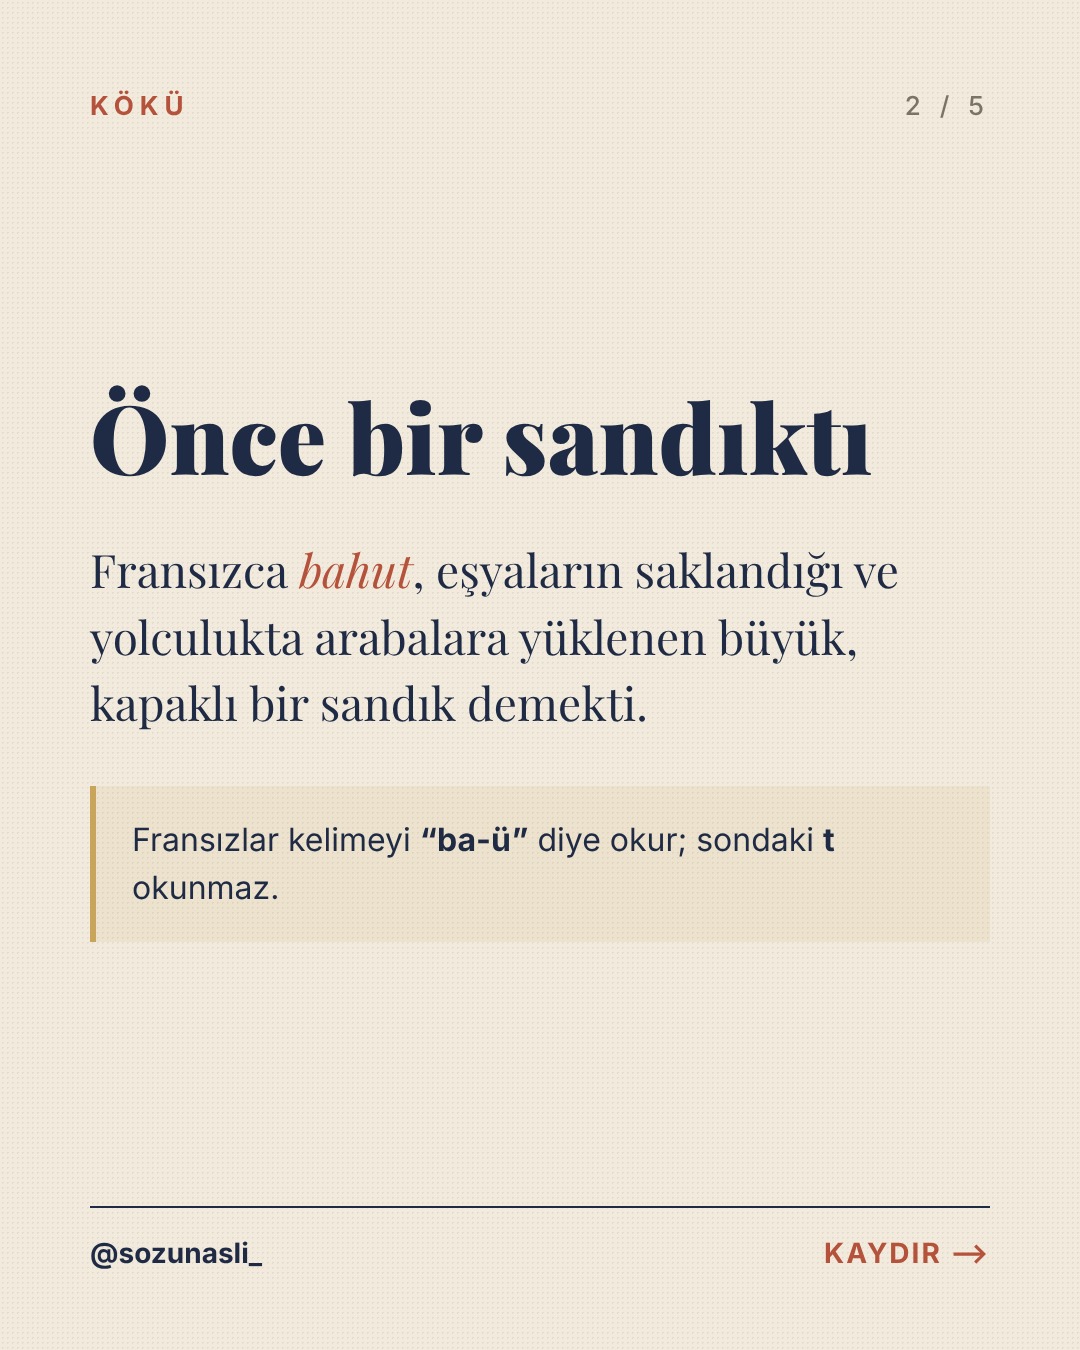 KÖKÜ
2 / 5
Önce bir sandıktı
Fransızca bahut, eşyaların saklandığı ve
yolculukta arabalara yüklenen büyük,
kapaklı bir sandık demekti.
Fransızlar kelimeyi “ba-ü” diye okur; sondaki t
okunmaz.
@sozunasli_
KAYDIR →